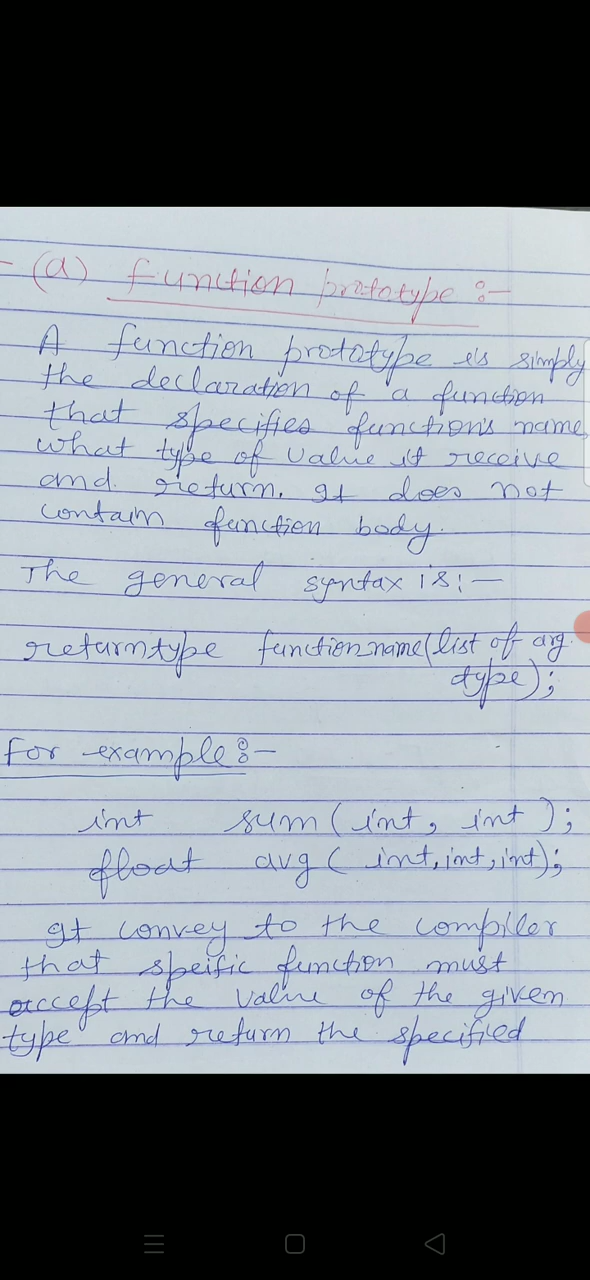 (a) function prototype :-
A function prototype is simply
the declaration of a function
that specifies function's name,
what type of value it receive
and return. It does not
contain function body.
The general syntax is :-
returntype function_name(list of arg.
type);
For example :-
int sum ( int, int );
float avg ( int, int, int);
It convey to the compiler
that speific function must
accept the value of the given
type and return the specified